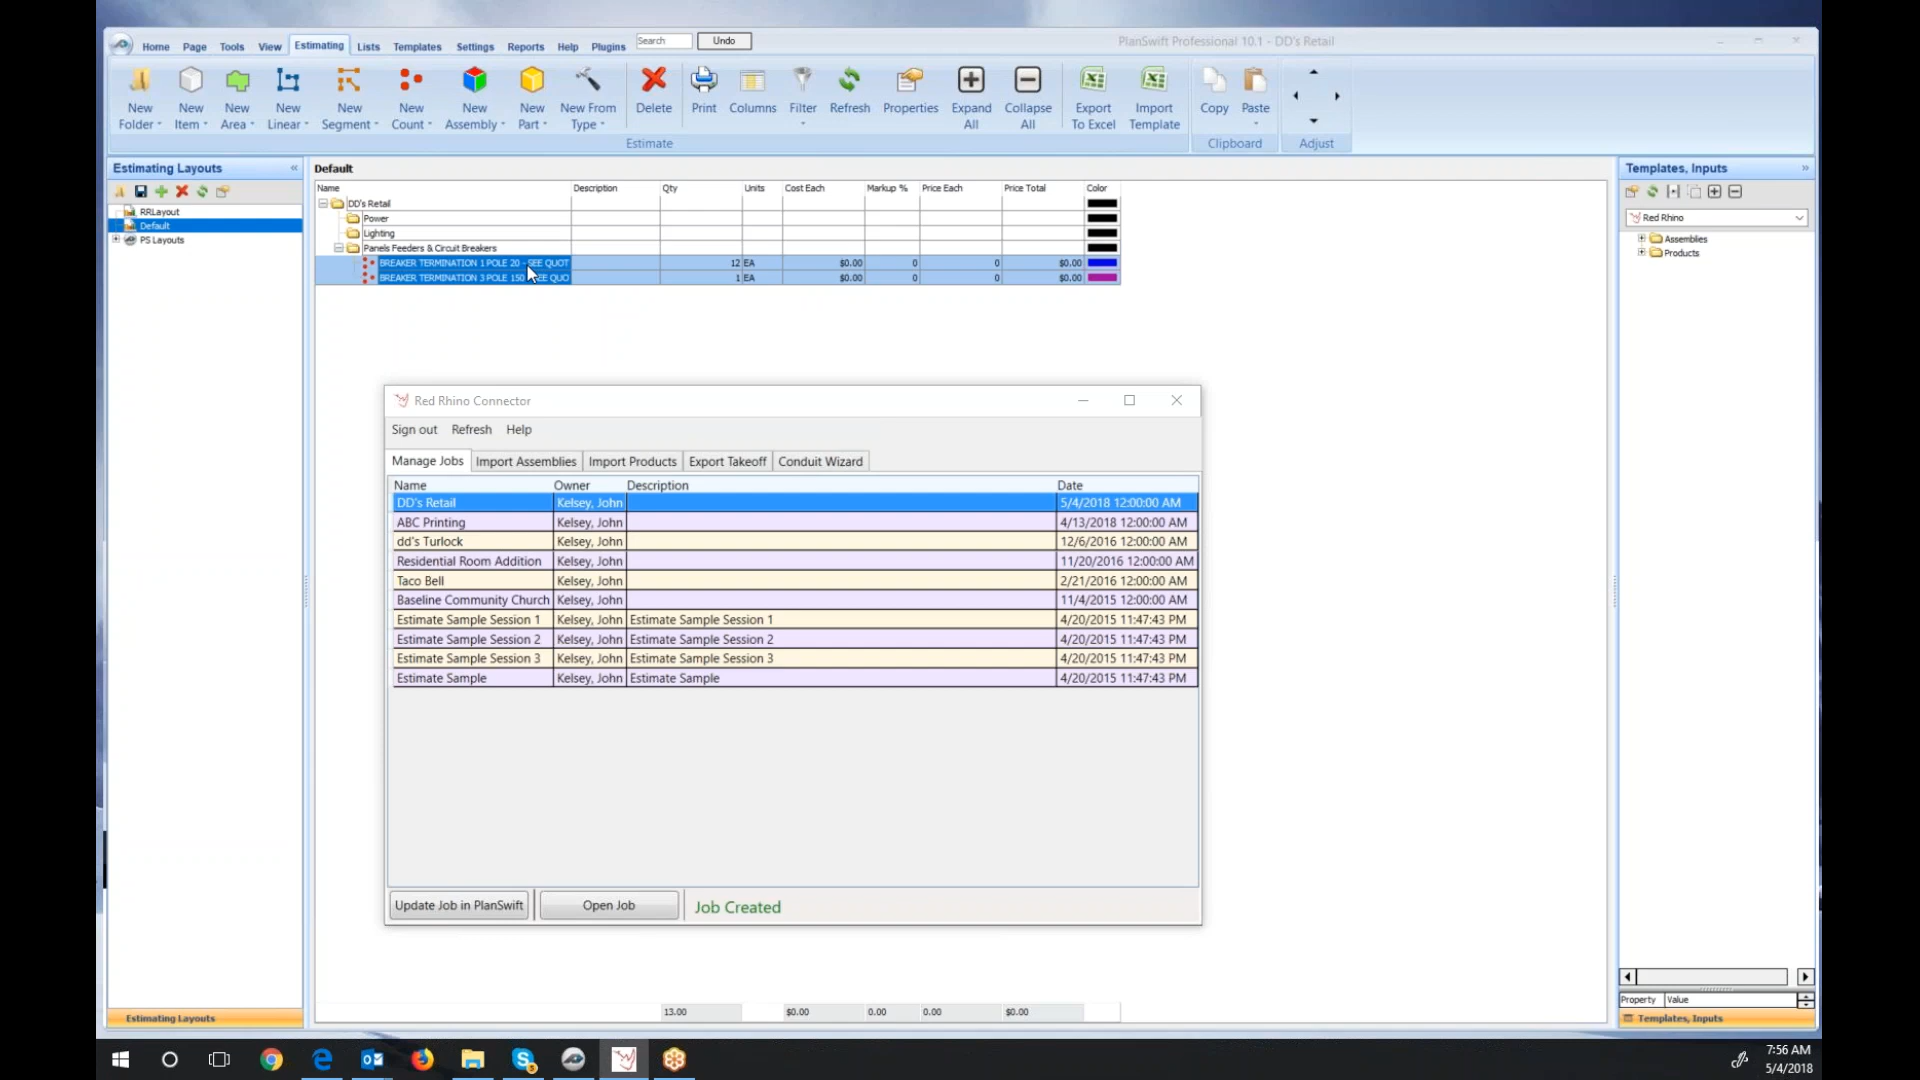 Home Page Tools View Estimating Lists Templates Settings Reports Help Plugins Search Undo PlanSwift Professional 10.1 - DD's Retail
New Folder New Item New Area New Linear New Segment New Count New Assembly New Part New From Type Delete Print Columns Filter Refresh Properties Expand All Collapse All Export To Excel Import Template Copy Paste
Estimate Clipboard Adjust
Estimating Layouts Default Templates, Inputs
Name Description Qty Units Cost Each Markup % Price Each Price Total Color
RRLayout DD's Retail Red Rhino
Default Power
PS Layouts Lighting Assemblies
Panels Feeders & Circuit Breakers Products
BREAKER TERMINATION 1 POLE 20 - SEE QUOT 12 EA $0.00 0 0 $0.00
BREAKER TERMINATION 3 POLE 150 SEE QUO 1 EA $0.00 0 0 $0.00
Red Rhino Connector
Sign out Refresh Help
Manage Jobs Import Assemblies Import Products Export Takeoff Conduit Wizard
Name Owner Description Date
DD's Retail Kelsey, John 5/4/2018 12:00:00 AM
ABC Printing Kelsey, John 4/13/2018 12:00:00 AM
dd's Turlock Kelsey, John 12/6/2016 12:00:00 AM
Residential Room Addition Kelsey, John 11/20/2016 12:00:00 AM
Taco Bell Kelsey, John 2/21/2016 12:00:00 AM
Baseline Community Church Kelsey, John 11/4/2015 12:00:00 AM
Estimate Sample Session 1 Kelsey, John Estimate Sample Session 1 4/20/2015 11:47:43 PM
Estimate Sample Session 2 Kelsey, John Estimate Sample Session 2 4/20/2015 11:47:43 PM
Estimate Sample Session 3 Kelsey, John Estimate Sample Session 3 4/20/2015 11:47:43 PM
Estimate Sample Kelsey, John Estimate Sample 4/20/2015 11:47:43 PM
Update Job in PlanSwift Open Job Job Created
Property Value
13.00 $0.00 0.00 0.00 $0.00
Estimating Layouts Templates, Inputs
7:56 AM
5/4/2018